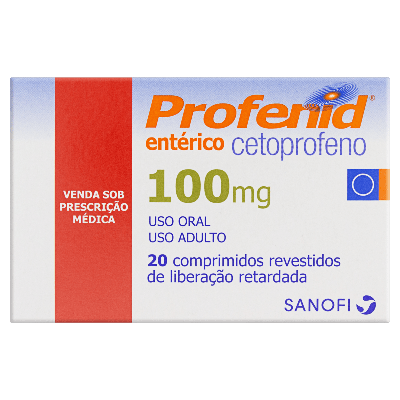 Profenid®
entérico cetoprofeno
VENDA SOB
PRESCRIÇÃO
MÉDICA
100mg
USO ORAL
USO ADULTO
20 comprimidos revestidos
de liberação retardada
SANOFI